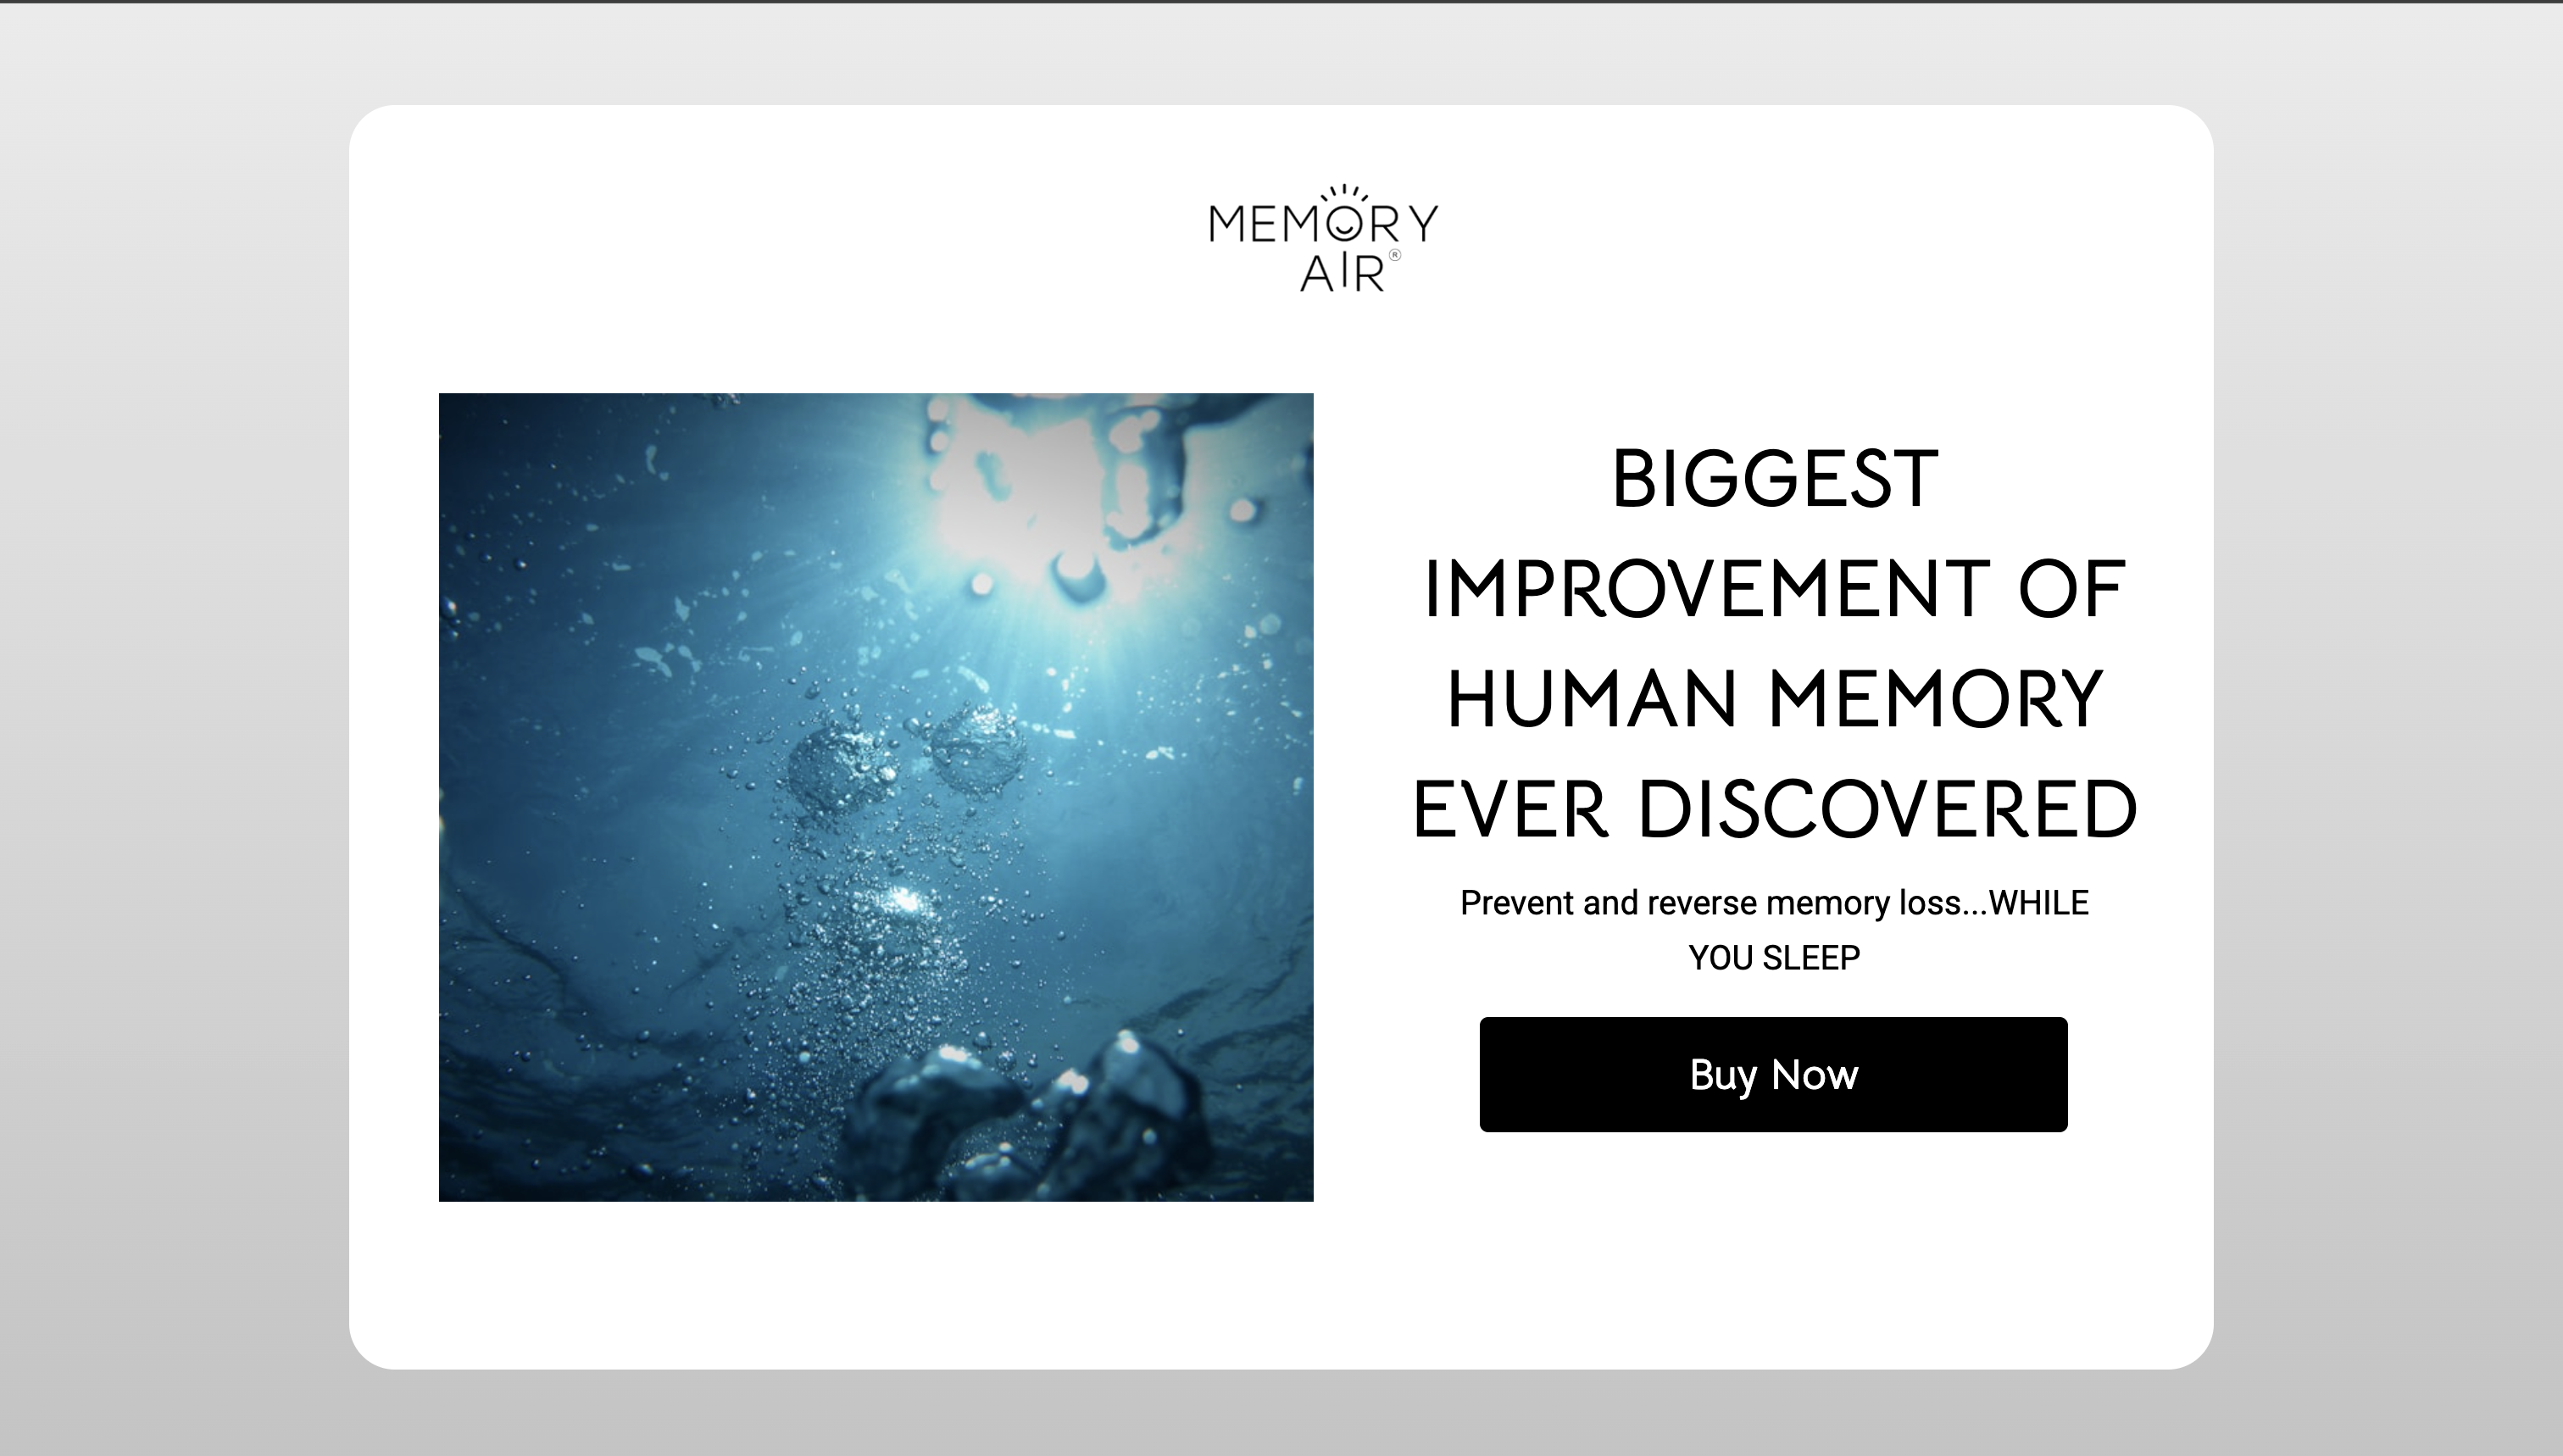 MEMORY
AIR®
BIGGEST
IMPROVEMENT OF
HUMAN MEMORY
EVER DISCOVERED
Prevent and reverse memory loss...WHILE
YOU SLEEP
Buy Now